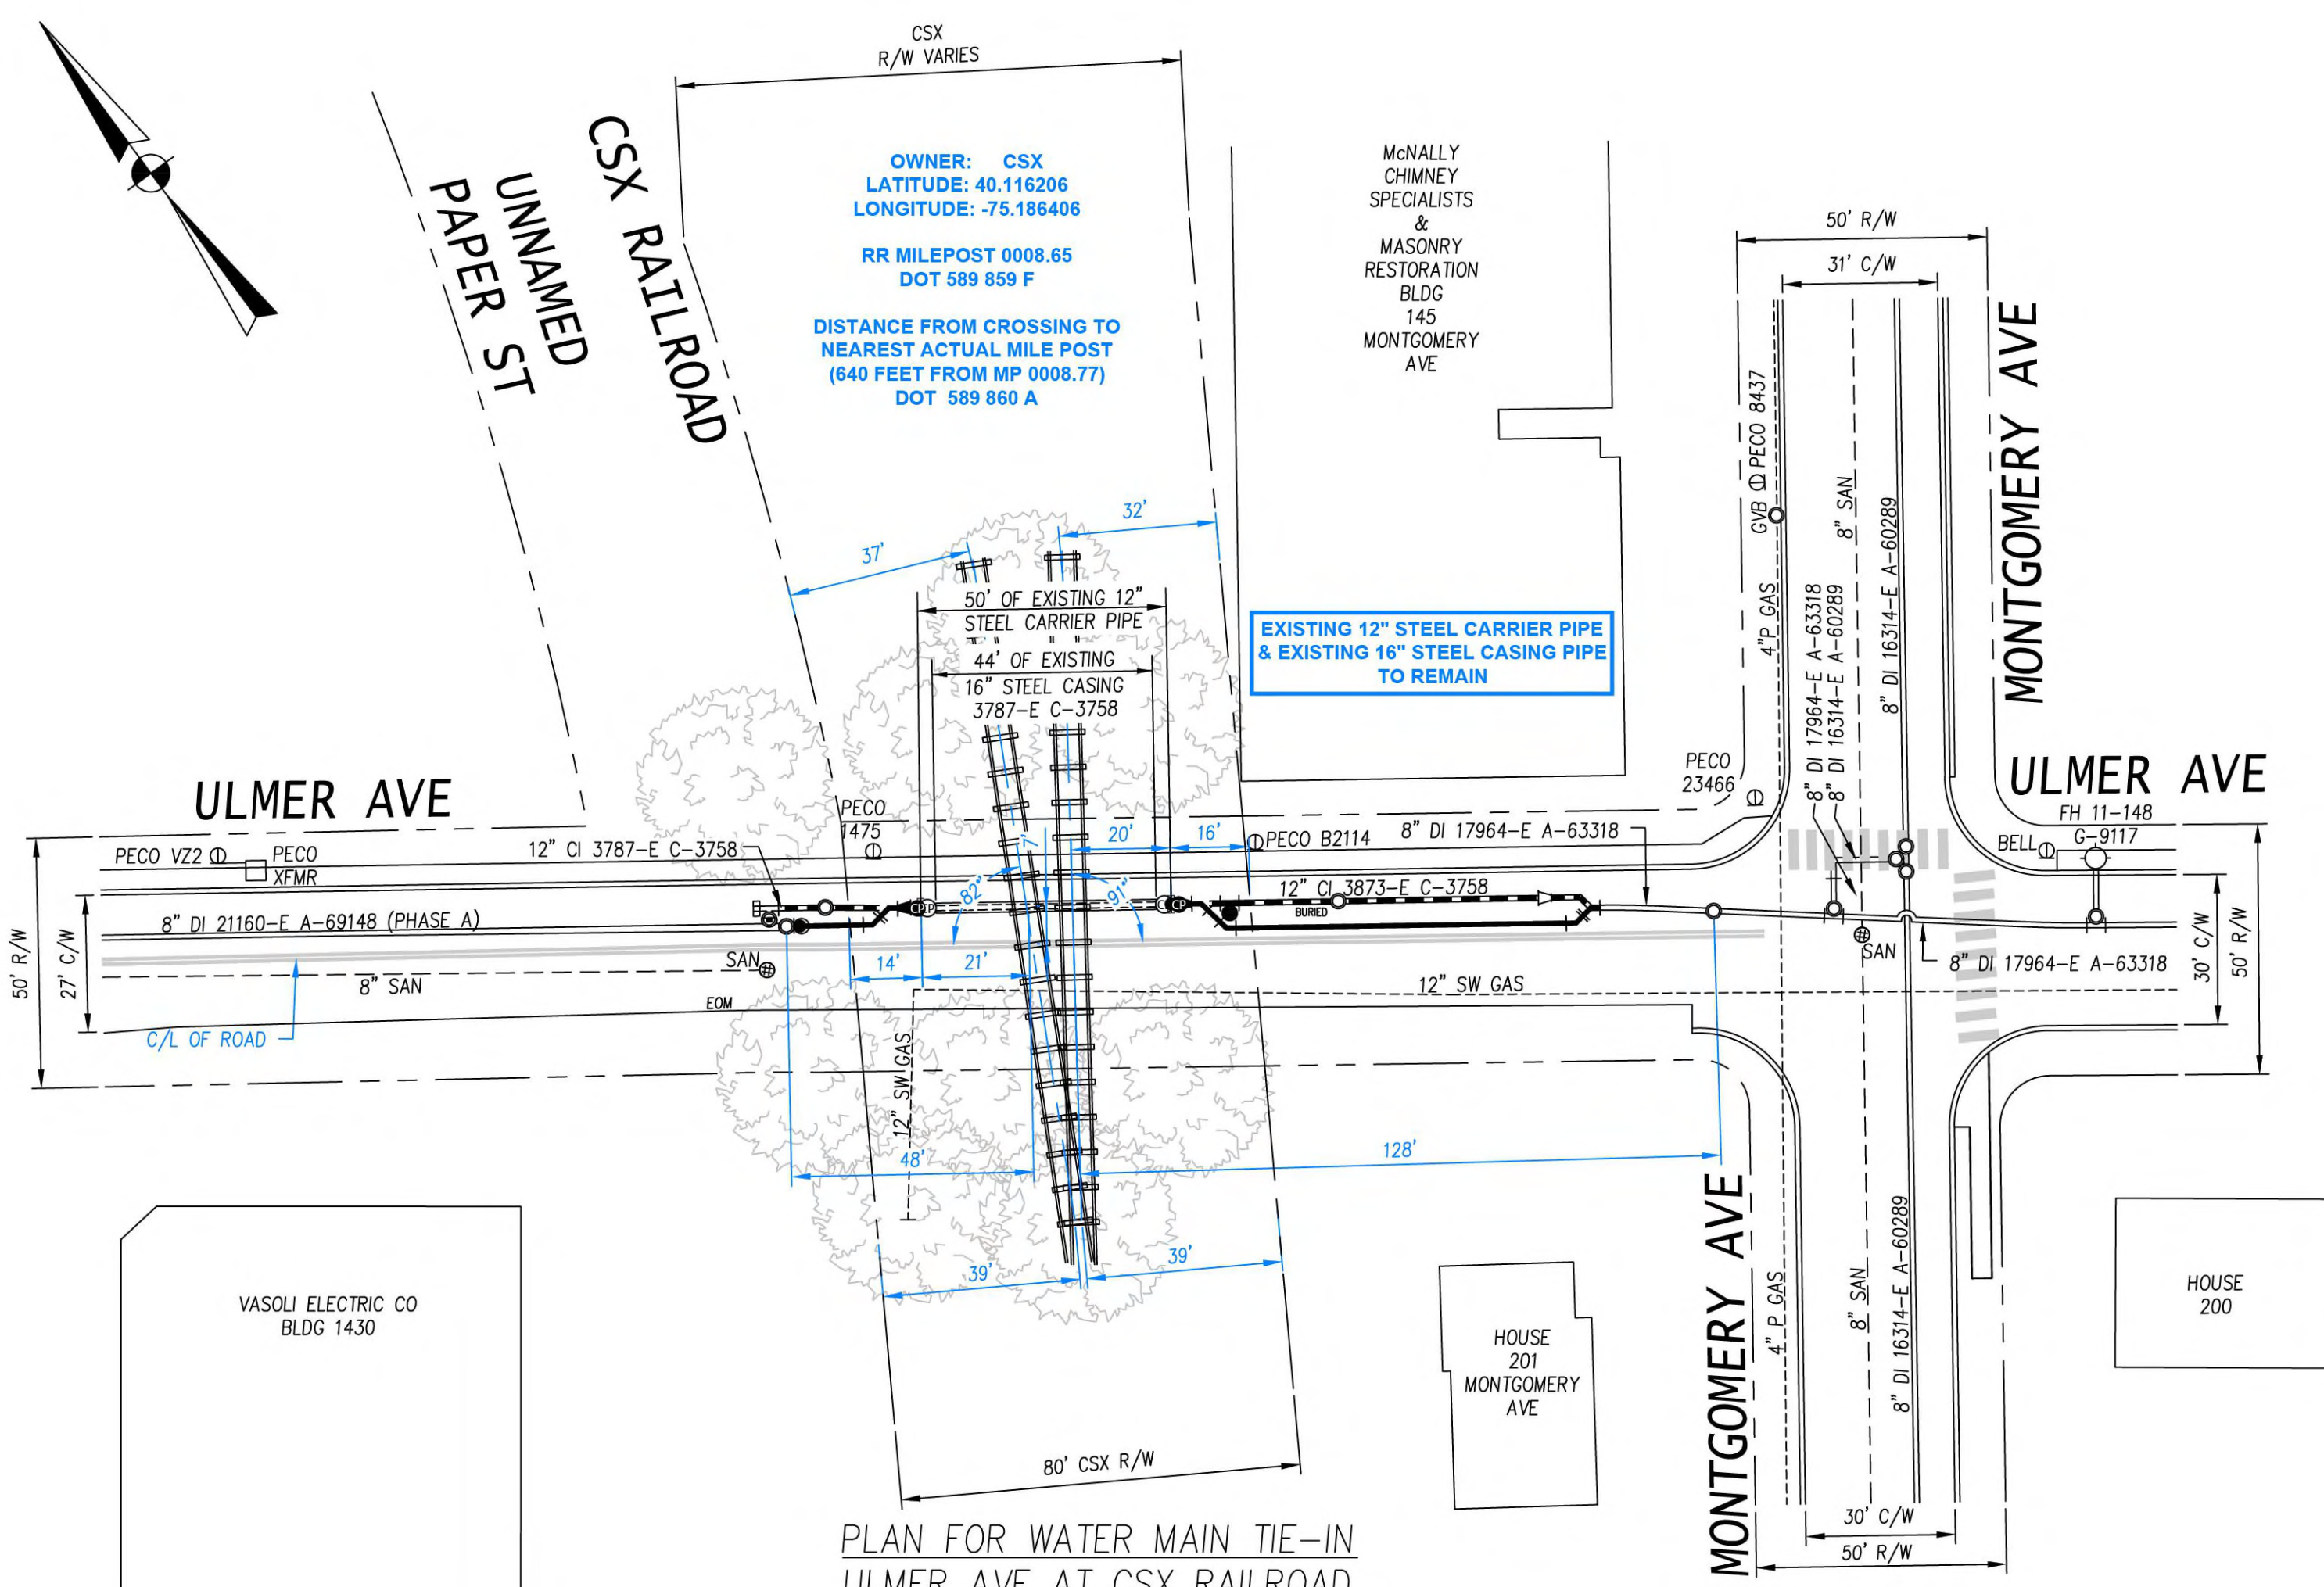 CSX
R/W VARIES
OWNER: CSX
LATITUDE: 40.116206
LONGITUDE: -75.186406
RR MILEPOST 0008.65
DOT 589 859 F
DISTANCE FROM CROSSING TO
NEAREST ACTUAL MILE POST
(640 FEET FROM MP 0008.77)
DOT 589 860 A
UNNAMED
PAPER ST
CSX RAILROAD
McNALLY
CHIMNEY
SPECIALISTS
&
MASONRY
RESTORATION
BLDG
145
MONTGOMERY
AVE
50' R/W
31' C/W
MONTGOMERY AVE
GVB PECO 8437
8" SAN
8" DI 16314-E A-60289
4"P GAS
8" DI 17964-E A-63318
8" DI 16314-E A-60289
37'
32'
50' OF EXISTING 12"
STEEL CARRIER PIPE
44' OF EXISTING
16" STEEL CASING
3787-E C-3758
EXISTING 12" STEEL CARRIER PIPE
& EXISTING 16" STEEL CASING PIPE
TO REMAIN
PECO
23466
ULMER AVE
ULMER AVE
FH 11-148
G-9117
BELL
PECO VZ2
PECO
XFMR
12" CI 3787-E C-3758
PECO
1475
7'
20'
16'
PECO B2114
8" DI 17964-E A-63318
82°
91°
12" CI 3873-E C-3758
BURIED
8" DI 21160-E A-69148 (PHASE A)
50' R/W
27' C/W
SAN
8" SAN
14'
21'
SAN
8" DI 17964-E A-63318
30' C/W
50' R/W
12" SW GAS
EOM
C/L OF ROAD
12" SW GAS
48'
128'
39'
39'
MONTGOMERY AVE
4" P GAS
8" SAN
8" DI 16314-E A-60289
VASOLI ELECTRIC CO
BLDG 1430
HOUSE
201
MONTGOMERY
AVE
HOUSE
200
80' CSX R/W
30' C/W
50' R/W
PLAN FOR WATER MAIN TIE-IN
ULMER AVE AT CSX RAILROAD